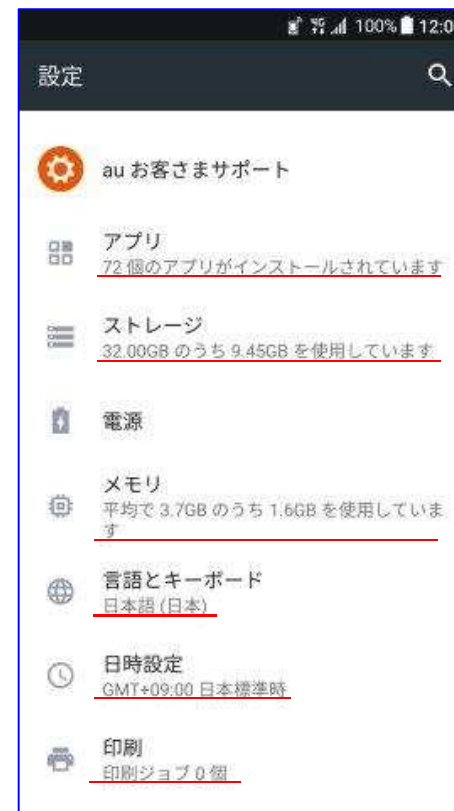 100% 12:0
設定
au お客さまサポート
アプリ
72 個のアプリがインストールされています
ストレージ
32.00GB のうち 9.45GB を使用しています
電源
メモリ
平均で 3.7GB のうち 1.6GB を使用していま
す
言語とキーボード
日本語 (日本)
日時設定
GMT+09:00 日本標準時
印刷
印刷ジョブ 0 個